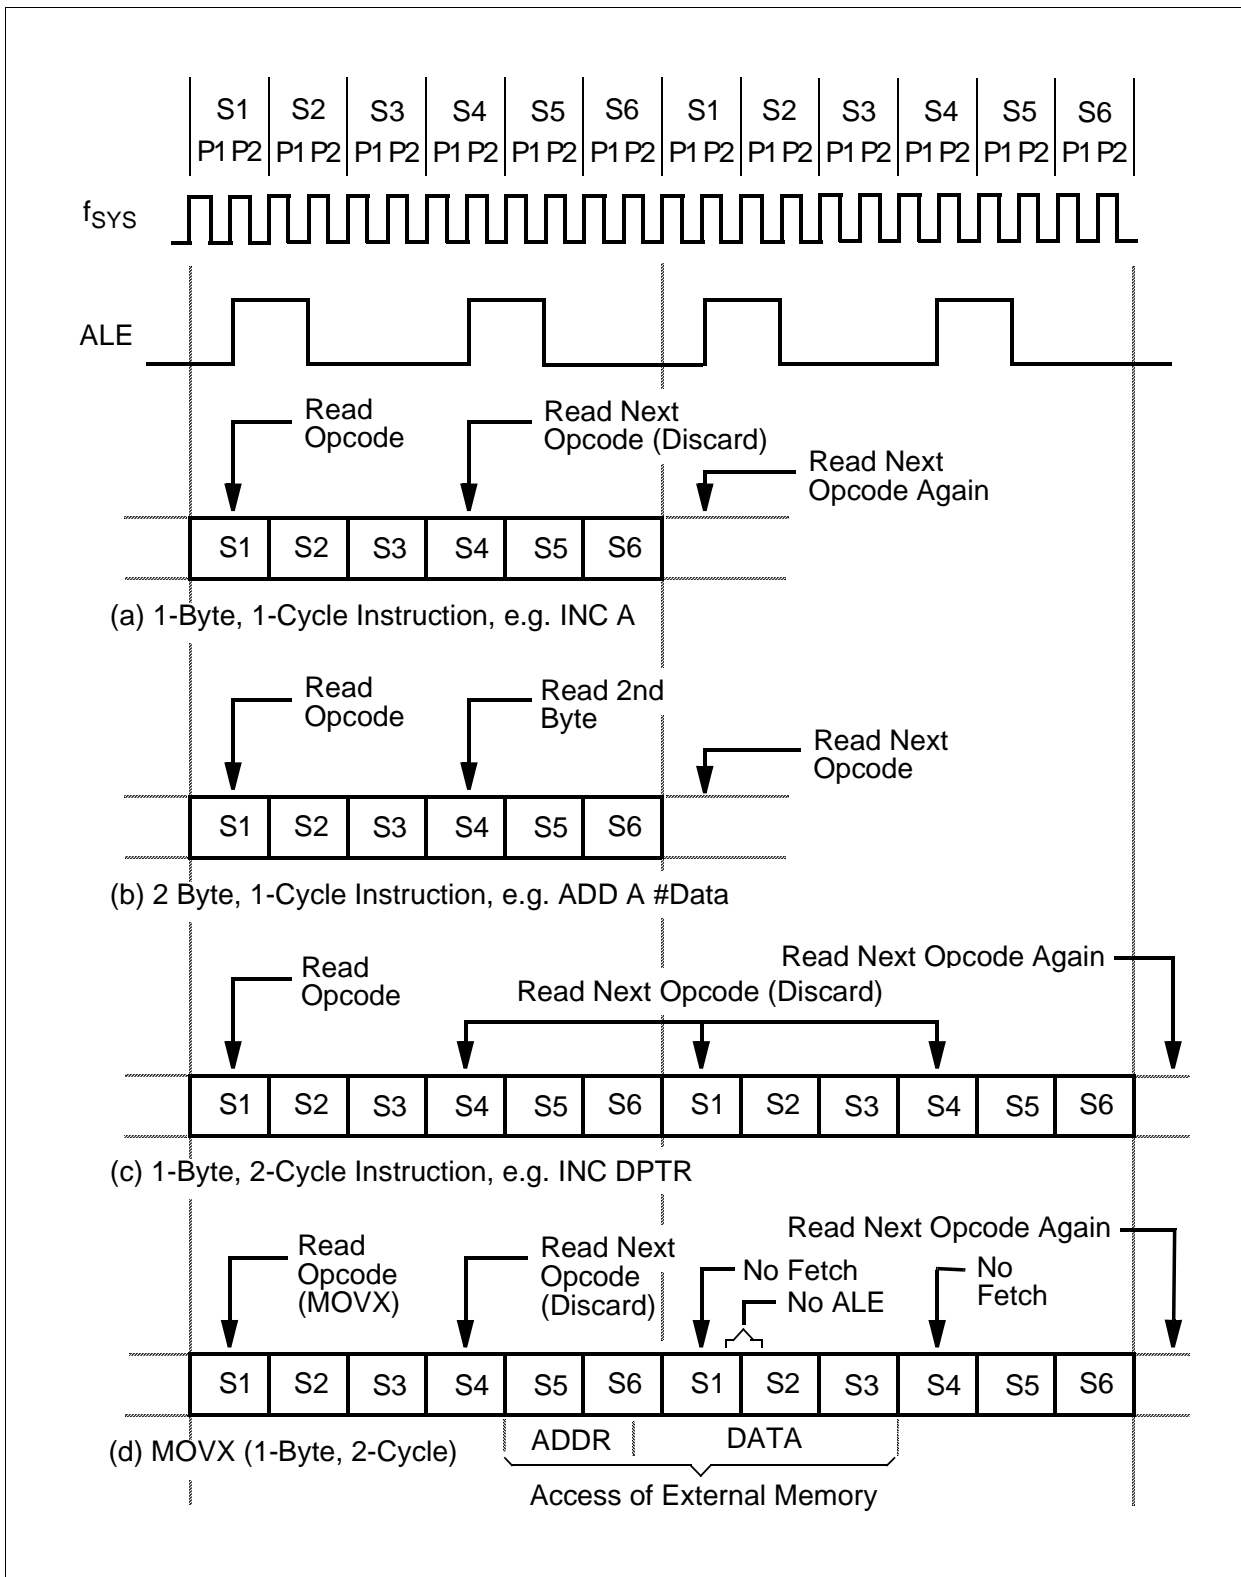 S1 S2 S3 S4 S5 S6 S1 S2 S3 S4 S5 S6
P1 P2 P1 P2 P1 P2 P1 P2 P1 P2 P1 P2 P1 P2 P1 P2 P1 P2 P1 P2 P1 P2 P1 P2
fSYS
ALE
Read
Opcode
Read Next
Opcode (Discard)
Read Next
Opcode Again
S1 S2 S3 S4 S5 S6
(a) 1-Byte, 1-Cycle Instruction, e.g. INC A
Read
Opcode
Read 2nd
Byte
Read Next
Opcode
S1 S2 S3 S4 S5 S6
(b) 2 Byte, 1-Cycle Instruction, e.g. ADD A #Data
Read
Opcode
Read Next Opcode (Discard)
Read Next Opcode Again
S1 S2 S3 S4 S5 S6 S1 S2 S3 S4 S5 S6
(c) 1-Byte, 2-Cycle Instruction, e.g. INC DPTR
Read
Opcode
(MOVX)
Read Next
Opcode
(Discard)
No Fetch
No ALE
No
Fetch
Read Next Opcode Again
S1 S2 S3 S4 S5 S6 S1 S2 S3 S4 S5 S6
ADDR DATA
(d) MOVX (1-Byte, 2-Cycle)
Access of External Memory